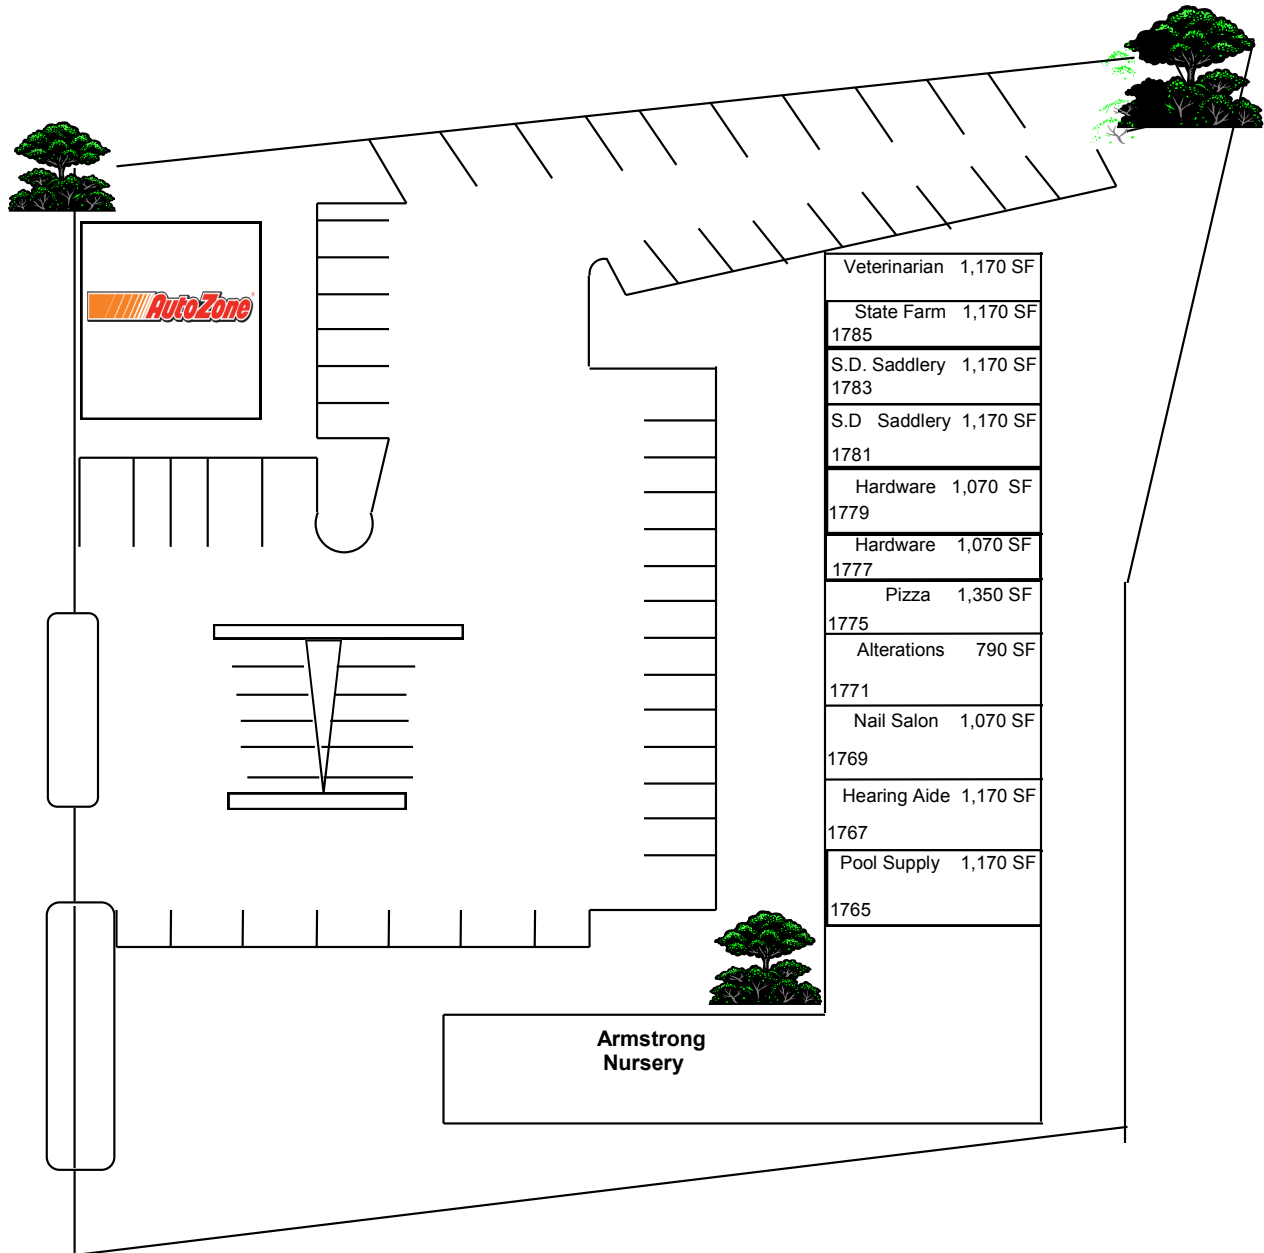 AutoZone
Veterinarian 1,170 SF
State Farm 1,170 SF
1785
S.D. Saddlery 1,170 SF
1783
S.D Saddlery 1,170 SF
1781
Hardware 1,070 SF
1779
Hardware 1,070 SF
1777
Pizza 1,350 SF
1775
Alterations 790 SF
1771
Nail Salon 1,070 SF
1769
Hearing Aide 1,170 SF
1767
Pool Supply 1,170 SF
1765
Armstrong
Nursery